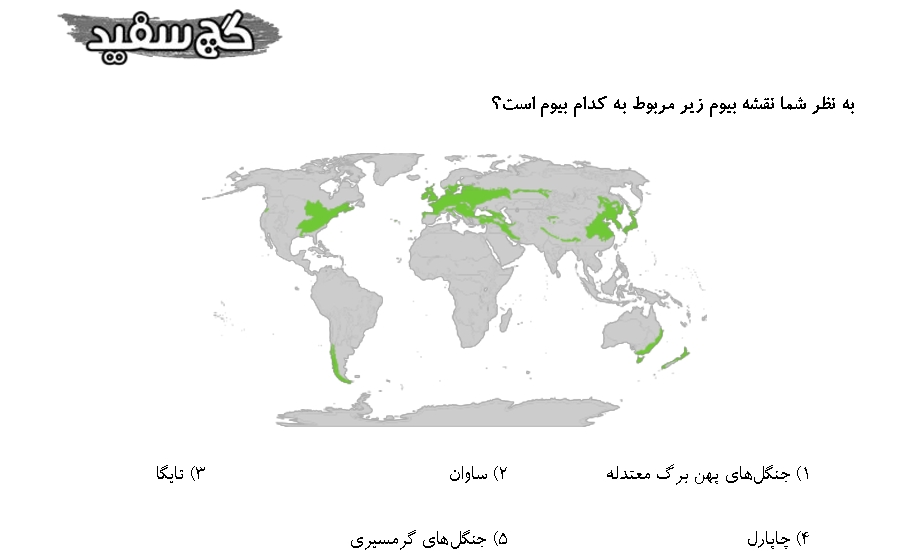 گچ سفید
به نظر شما نقشه بیوم زیر مربوط به کدام بیوم است؟
۱) جنگل‌های پهن برگ معتدله ۲) ساوان ۳) تایگا
۴) چاپارل ۵) جنگل‌های گرمسیری